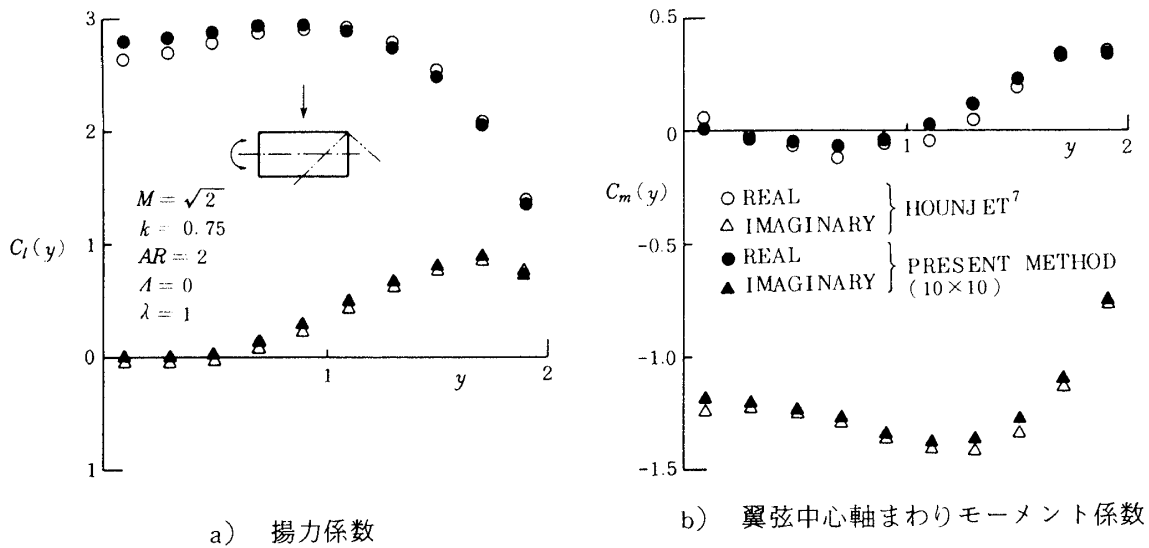 3
2
1
0
1
C_l(y)
M = √2
k = 0.75
AR = 2
Λ = 0
λ = 1
1
y
2
a) 揚力係数
0.5
0
-0.5
-1.0
-1.5
C_m(y)
1
y
2
○ REAL
△ IMAGINARY
} HOUNJET⁷
● REAL
▲ IMAGINARY
} PRESENT METHOD
(10×10)
b) 翼弦中心軸まわりモーメント係数